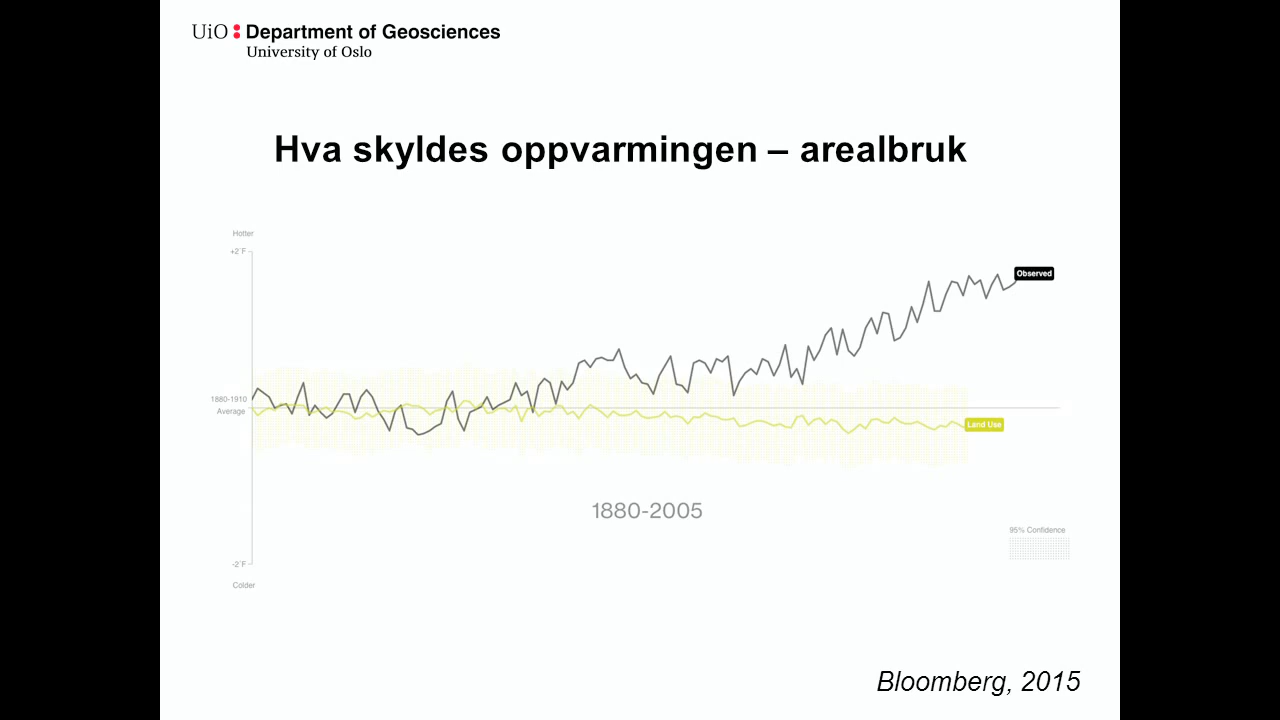 UiO Department of Geosciences
University of Oslo
Hva skyldes oppvarmingen – arealbruk
Hotter
+2°F
Observed
1880-1910
Average
Land Use
1880-2005
95% Confidence
-2°F
Colder
Bloomberg, 2015